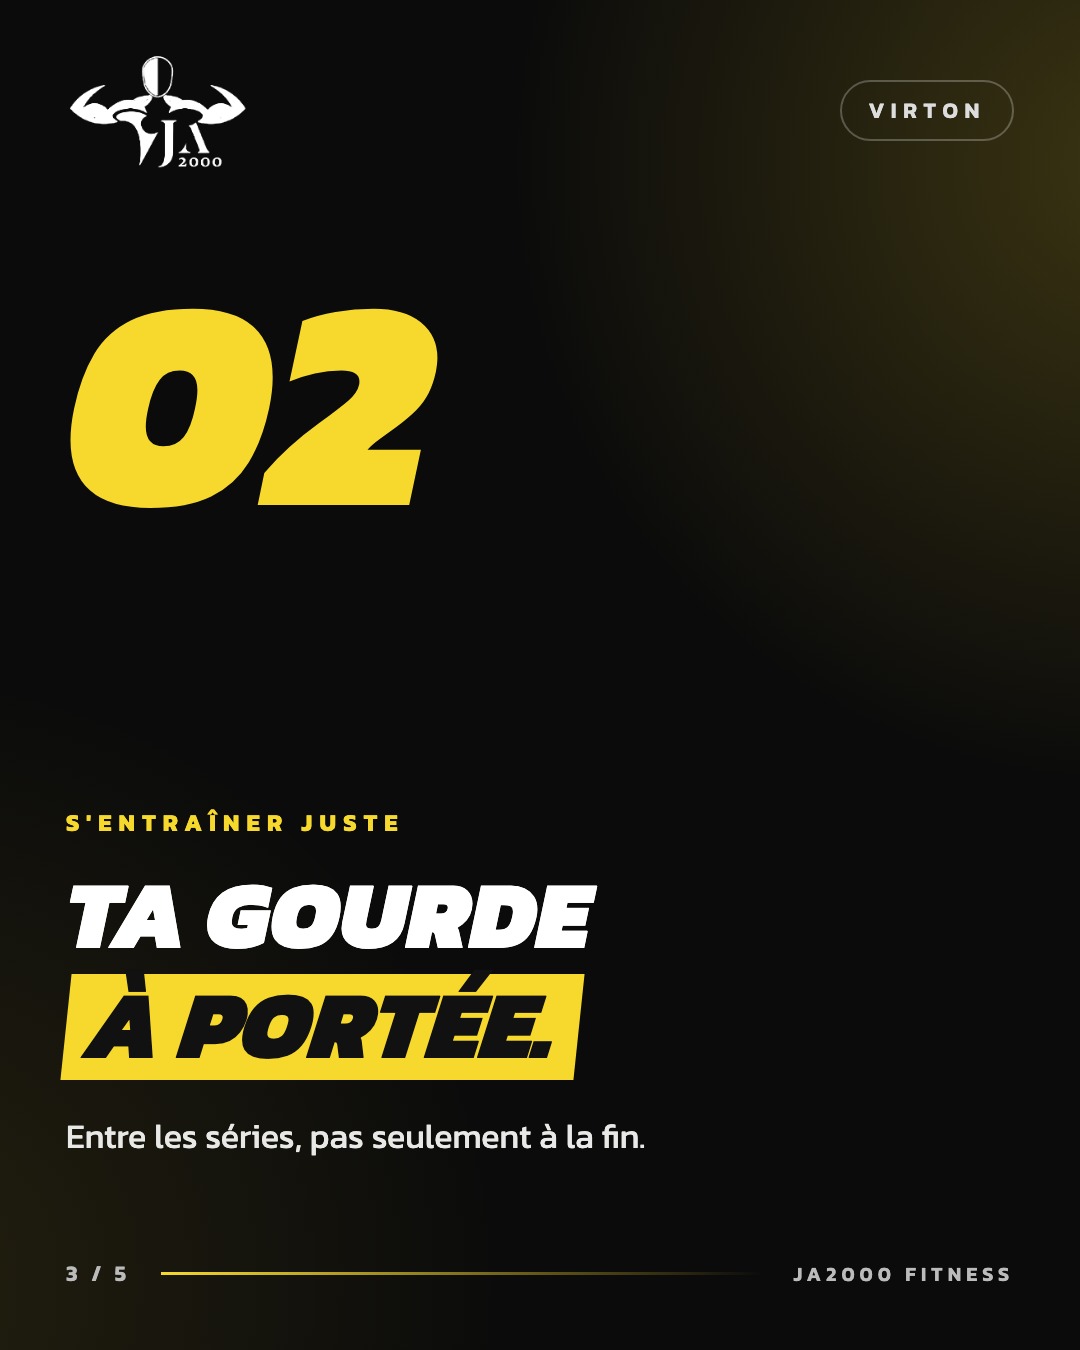 JA
2000
VIRTON
02
S'ENTRAÎNER JUSTE
TA GOURDE
À PORTÉE.
Entre les séries, pas seulement à la fin.
3 / 5
JA2000 FITNESS